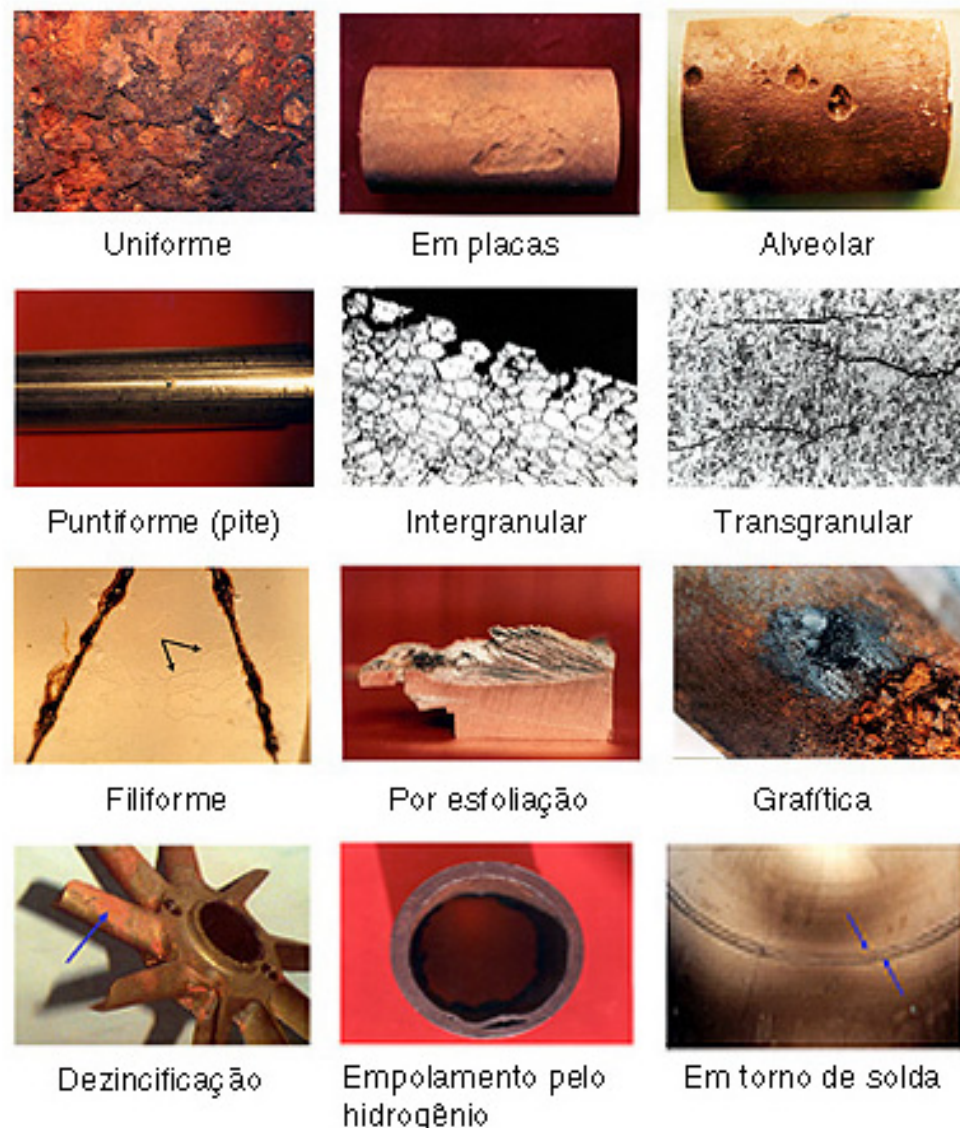 Uniforme
Em placas
Alveolar
Puntiforme (pite)
Intergranular
Transgranular
Filiforme
Por esfoliação
Grafítica
Dezincificação
Empolamento pelo
hidrogênio
Em torno de solda